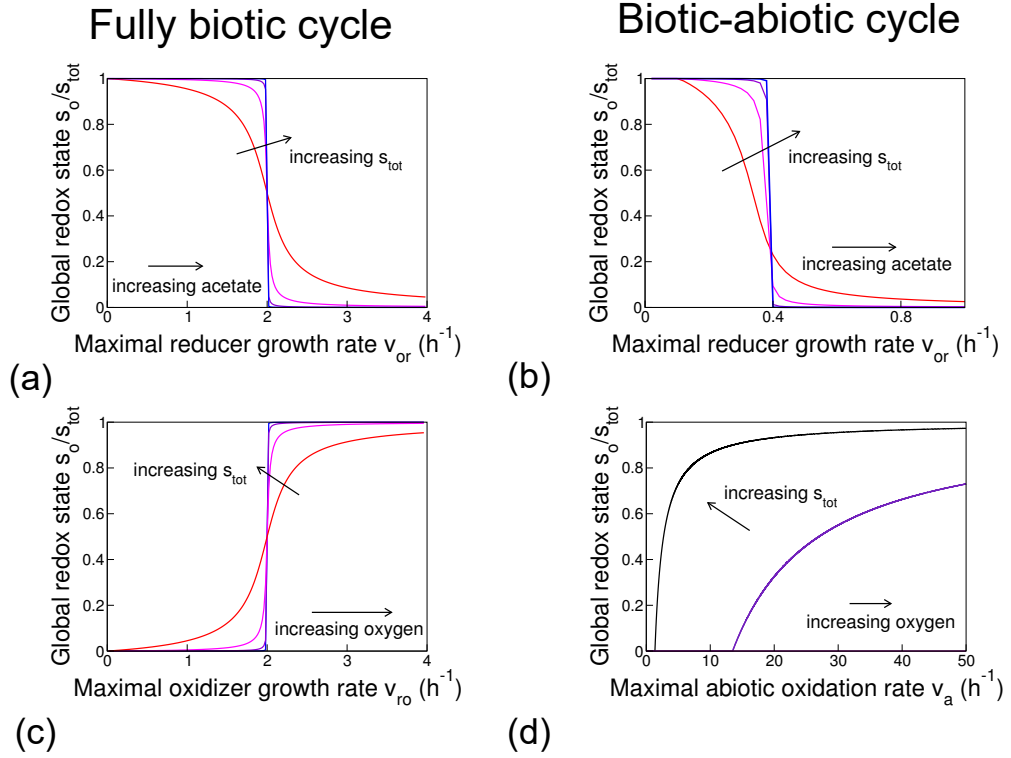 Fully biotic cycle
Biotic-abiotic cycle
Global redox state s_o/s_tot
1
0.8
0.6
0.4
0.2
0
increasing s_tot
increasing acetate
0
1
2
3
4
Maximal reducer growth rate v_or (h^-1)
(a)
Global redox state s_o/s_tot
1
0.8
0.6
0.4
0.2
0
increasing s_tot
increasing acetate
0
0.4
0.8
Maximal reducer growth rate v_or (h^-1)
(b)
Global redox state s_o/s_tot
1
0.8
0.6
0.4
0.2
0
increasing s_tot
increasing oxygen
0
1
2
3
4
Maximal oxidizer growth rate v_ro (h^-1)
(c)
Global redox state s_o/s_tot
1
0.8
0.6
0.4
0.2
0
increasing s_tot
increasing oxygen
0
10
20
30
40
50
Maximal abiotic oxidation rate v_a (h^-1)
(d)